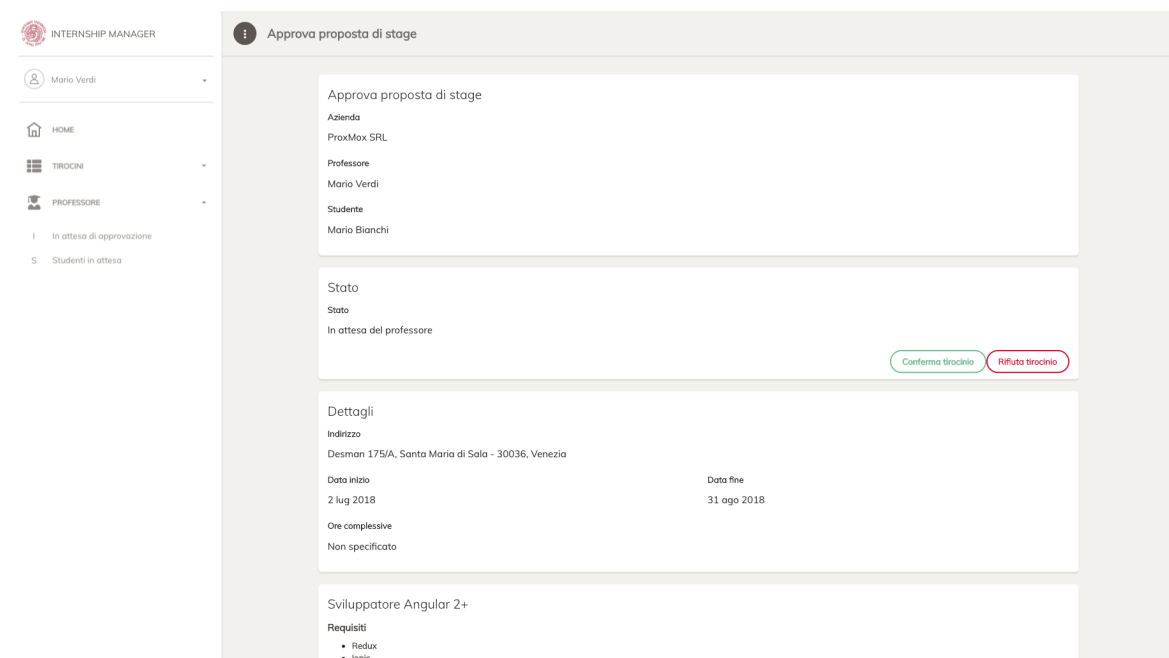 INTERNSHIP MANAGER
Mario Verdi
HOME
TIROCINI
PROFESSORE
I In attesa di approvazione
S Studenti in attesa
Approva proposta di stage
Approva proposta di stage
Azienda
ProxMox SRL
Professore
Mario Verdi
Studente
Mario Bianchi
Stato
Stato
In attesa del professore
Conferma tirocinio Rifiuta tirocinio
Dettagli
Indirizzo
Desman 175/A, Santa Maria di Sala - 30036, Venezia
Data inizio Data fine
2 lug 2018 31 ago 2018
Ore complessive
Non specificato
Sviluppatore Angular 2+
Requisiti
• Redux
• Ionic